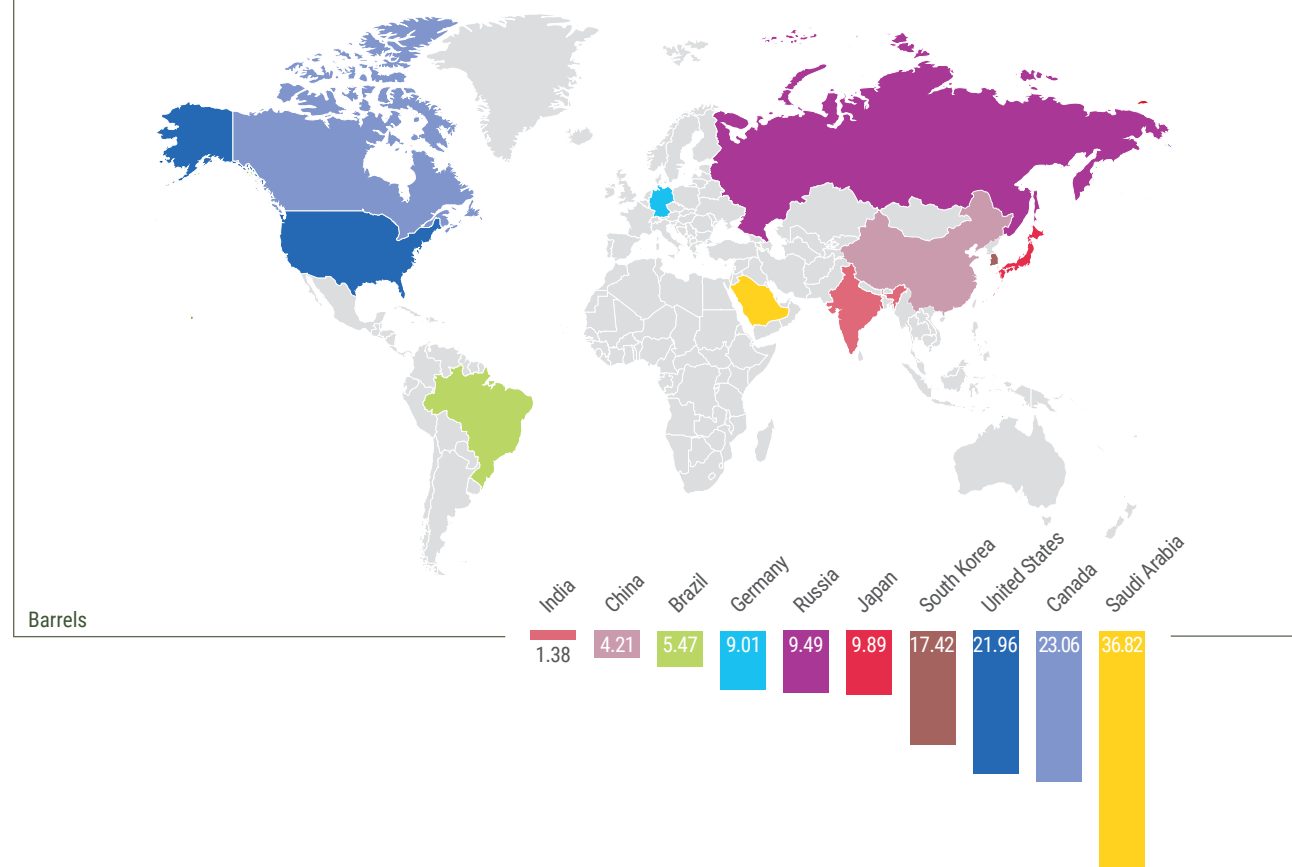 Barrels
India
China
Brazil
Germany
Russia
Japan
South Korea
United States
Canada
Saudi Arabia
1.38
4.21
5.47
9.01
9.49
9.89
17.42
21.96
23.06
36.82